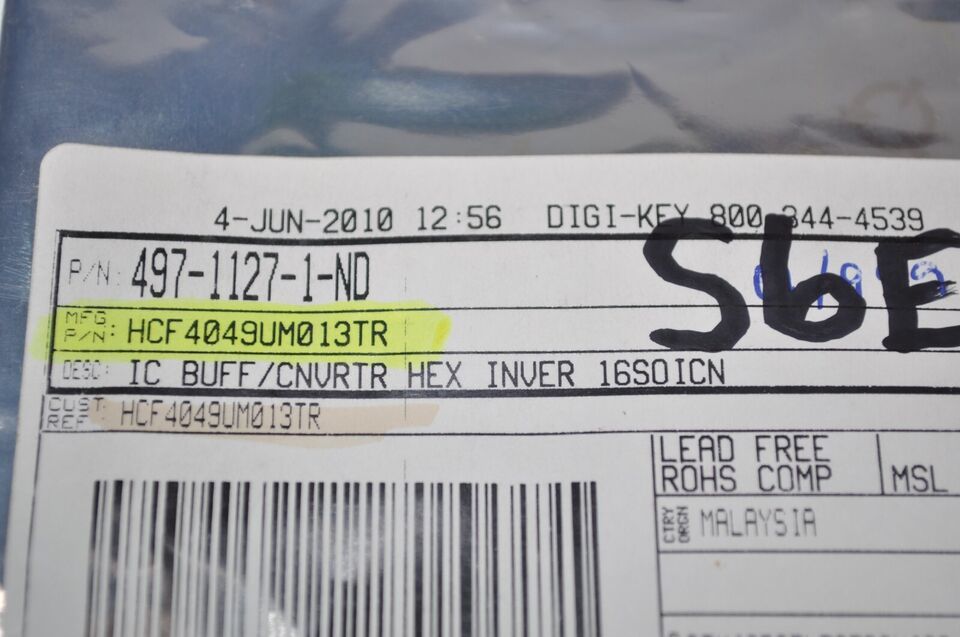 4-JUN-2010 12:56 DIGI-KEY 800 344-4539
P/N: 497-1127-1-ND
S6E
MFG P/N: HCF4049UM013TR
DESC: IC BUFF/CNVRTR HEX INVER 16SOICN
CUST REF: HCF4049UM013TR
LEAD FREE
ROHS COMP
MSL
CTRY ORGN MALAYSIA